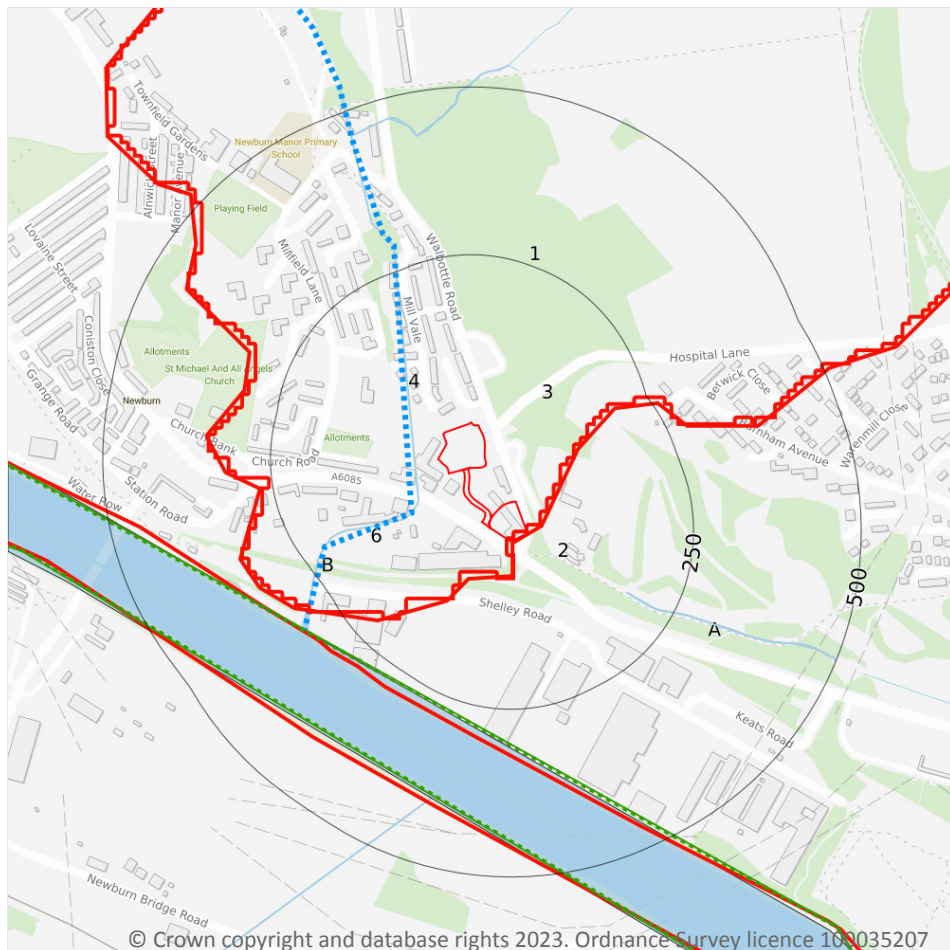 Townfield Gardens
Newburn Manor Primary
School
Alnwick Street
Manor Avenue
Playing Field
Lovaine Street
Millfield Lane
Walbottle Road
1
Mill Vale
Coniston Close
Hospital Lane
Allotments
St Michael And All Angels
Church
4
3
Berwick Close
Grange Road
Newburn
Warenmill Close
Church Bank
Allotments
Church Road
A6085
Water Row
Station Road
6
2
250
B
500
Shelley Road
A
Keats Road
Newburn Bridge Road
© Crown copyright and database rights 2023. Ordnance Survey licence 100035207